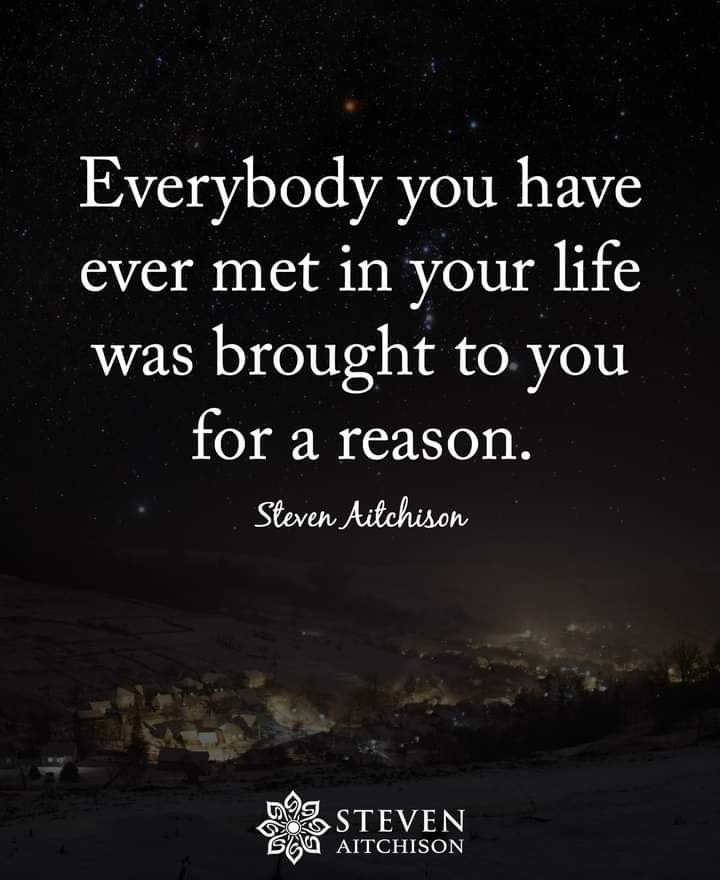 Everybody you have
ever met in your life
was brought to you
for a reason.
Steven Aitchison
STEVEN
AITCHISON